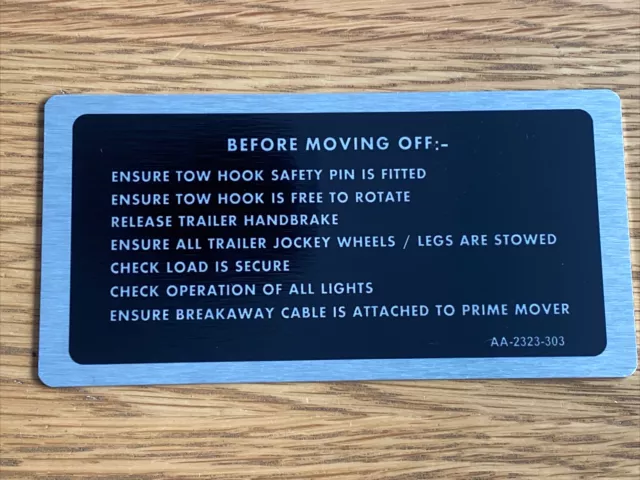 BEFORE MOVING OFF:-
ENSURE TOW HOOK SAFETY PIN IS FITTED
ENSURE TOW HOOK IS FREE TO ROTATE
RELEASE TRAILER HANDBRAKE
ENSURE ALL TRAILER JOCKEY WHEELS / LEGS ARE STOWED
CHECK LOAD IS SECURE
CHECK OPERATION OF ALL LIGHTS
ENSURE BREAKAWAY CABLE IS ATTACHED TO PRIME MOVER
AA-2323-303